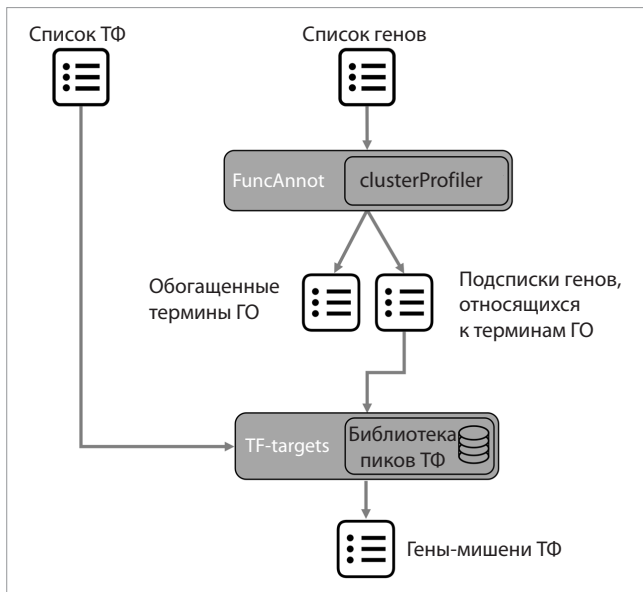 Список ТФ
Список генов
FuncAnnot
clusterProfiler
Обогащенные
термины ГО
Подсписки генов,
относящихся
к терминам ГО
TF-targets
Библиотека
пиков ТФ
Гены-мишени ТФ